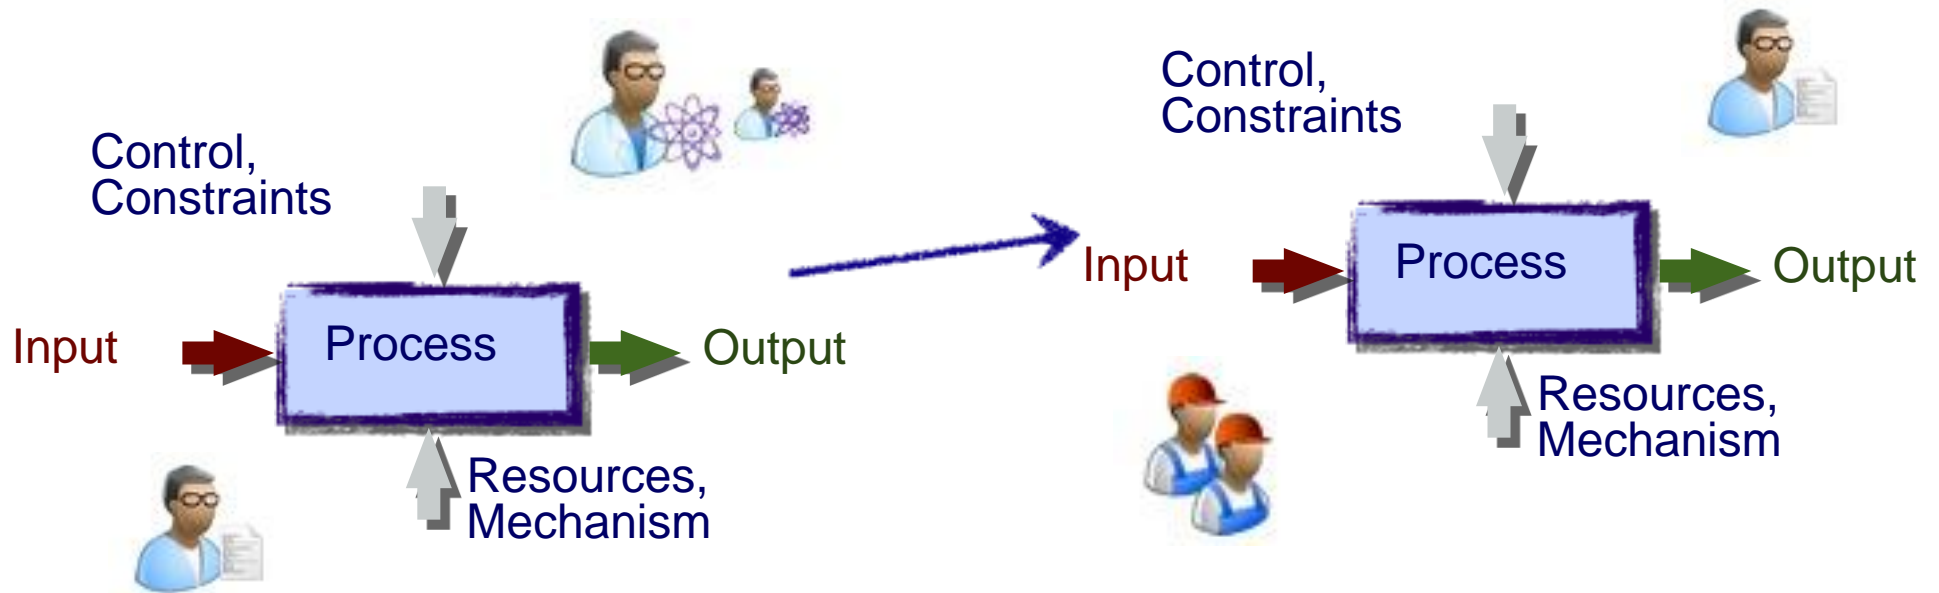 Control,
Constraints
Input
Process
Output
Resources,
Mechanism
Control,
Constraints
Input
Process
Output
Resources,
Mechanism